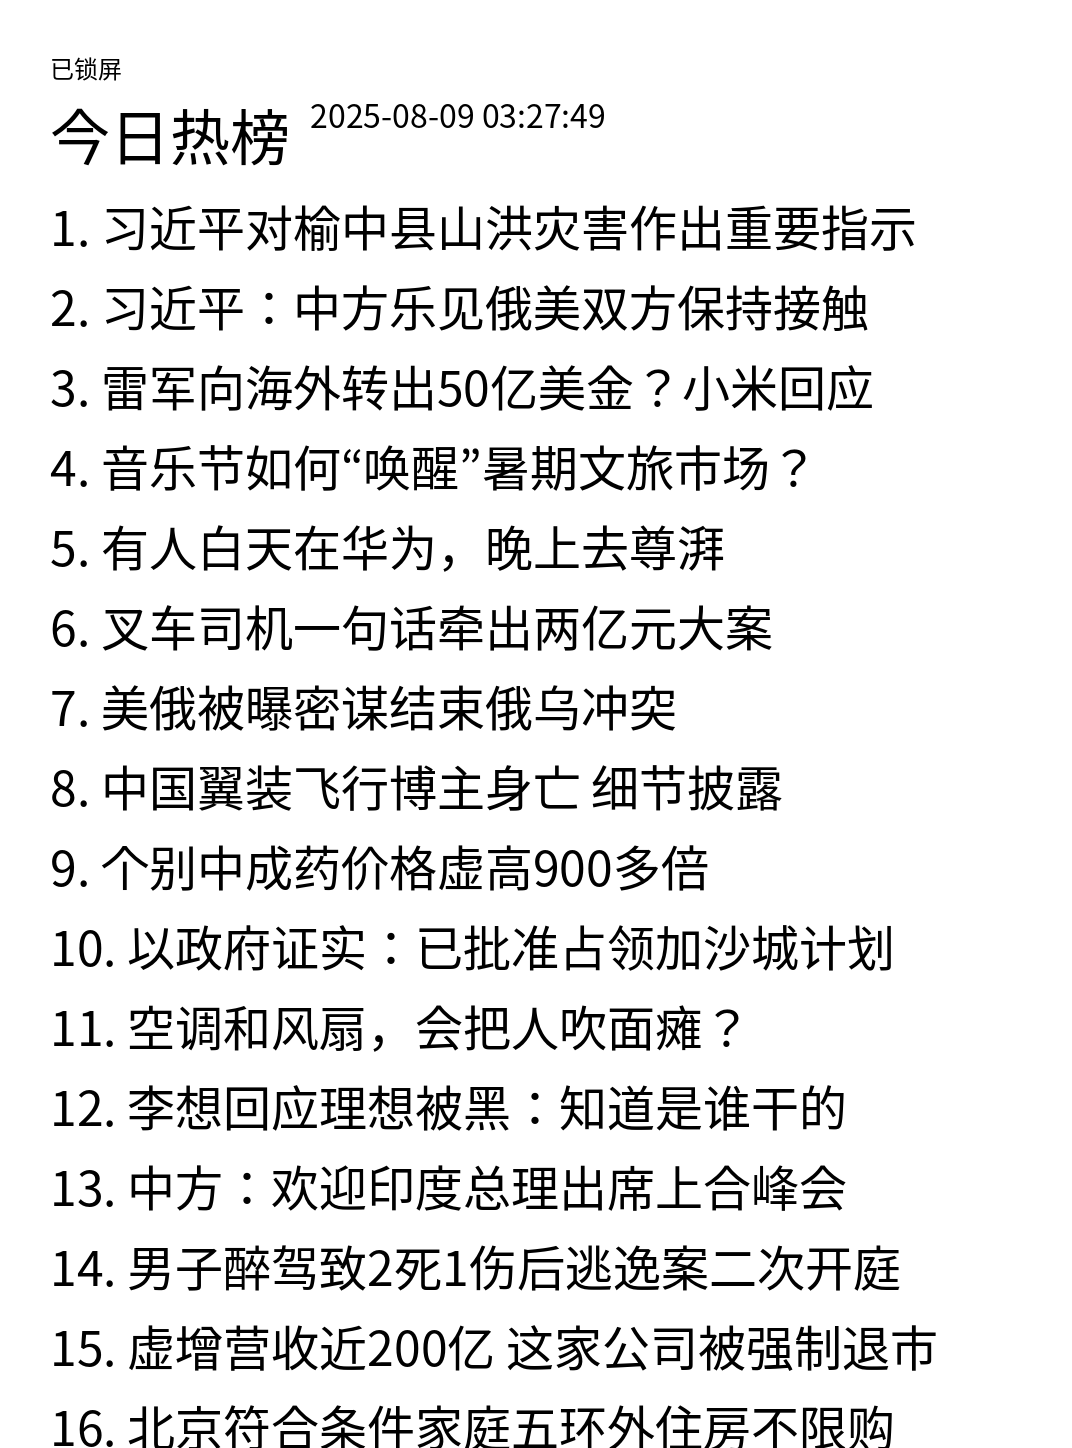 已锁屏
今日热榜 2025-08-09 03:27:49
1. 习近平对榆中县山洪灾害作出重要指示
2. 习近平：中方乐见俄美双方保持接触
3. 雷军向海外转出50亿美金？小米回应
4. 音乐节如何“唤醒”暑期文旅市场？
5. 有人白天在华为，晚上去尊湃
6. 叉车司机一句话牵出两亿元大案
7. 美俄被曝密谋结束俄乌冲突
8. 中国翼装飞行博主身亡 细节披露
9. 个别中成药价格虚高900多倍
10. 以政府证实：已批准占领加沙城计划
11. 空调和风扇，会把人吹面瘫？
12. 李想回应理想被黑：知道是谁干的
13. 中方：欢迎印度总理出席上合峰会
14. 男子醉驾致2死1伤后逃逸案二次开庭
15. 虚增营收近200亿 这家公司被强制退市
16. 北京符合条件家庭五环外住房不限购